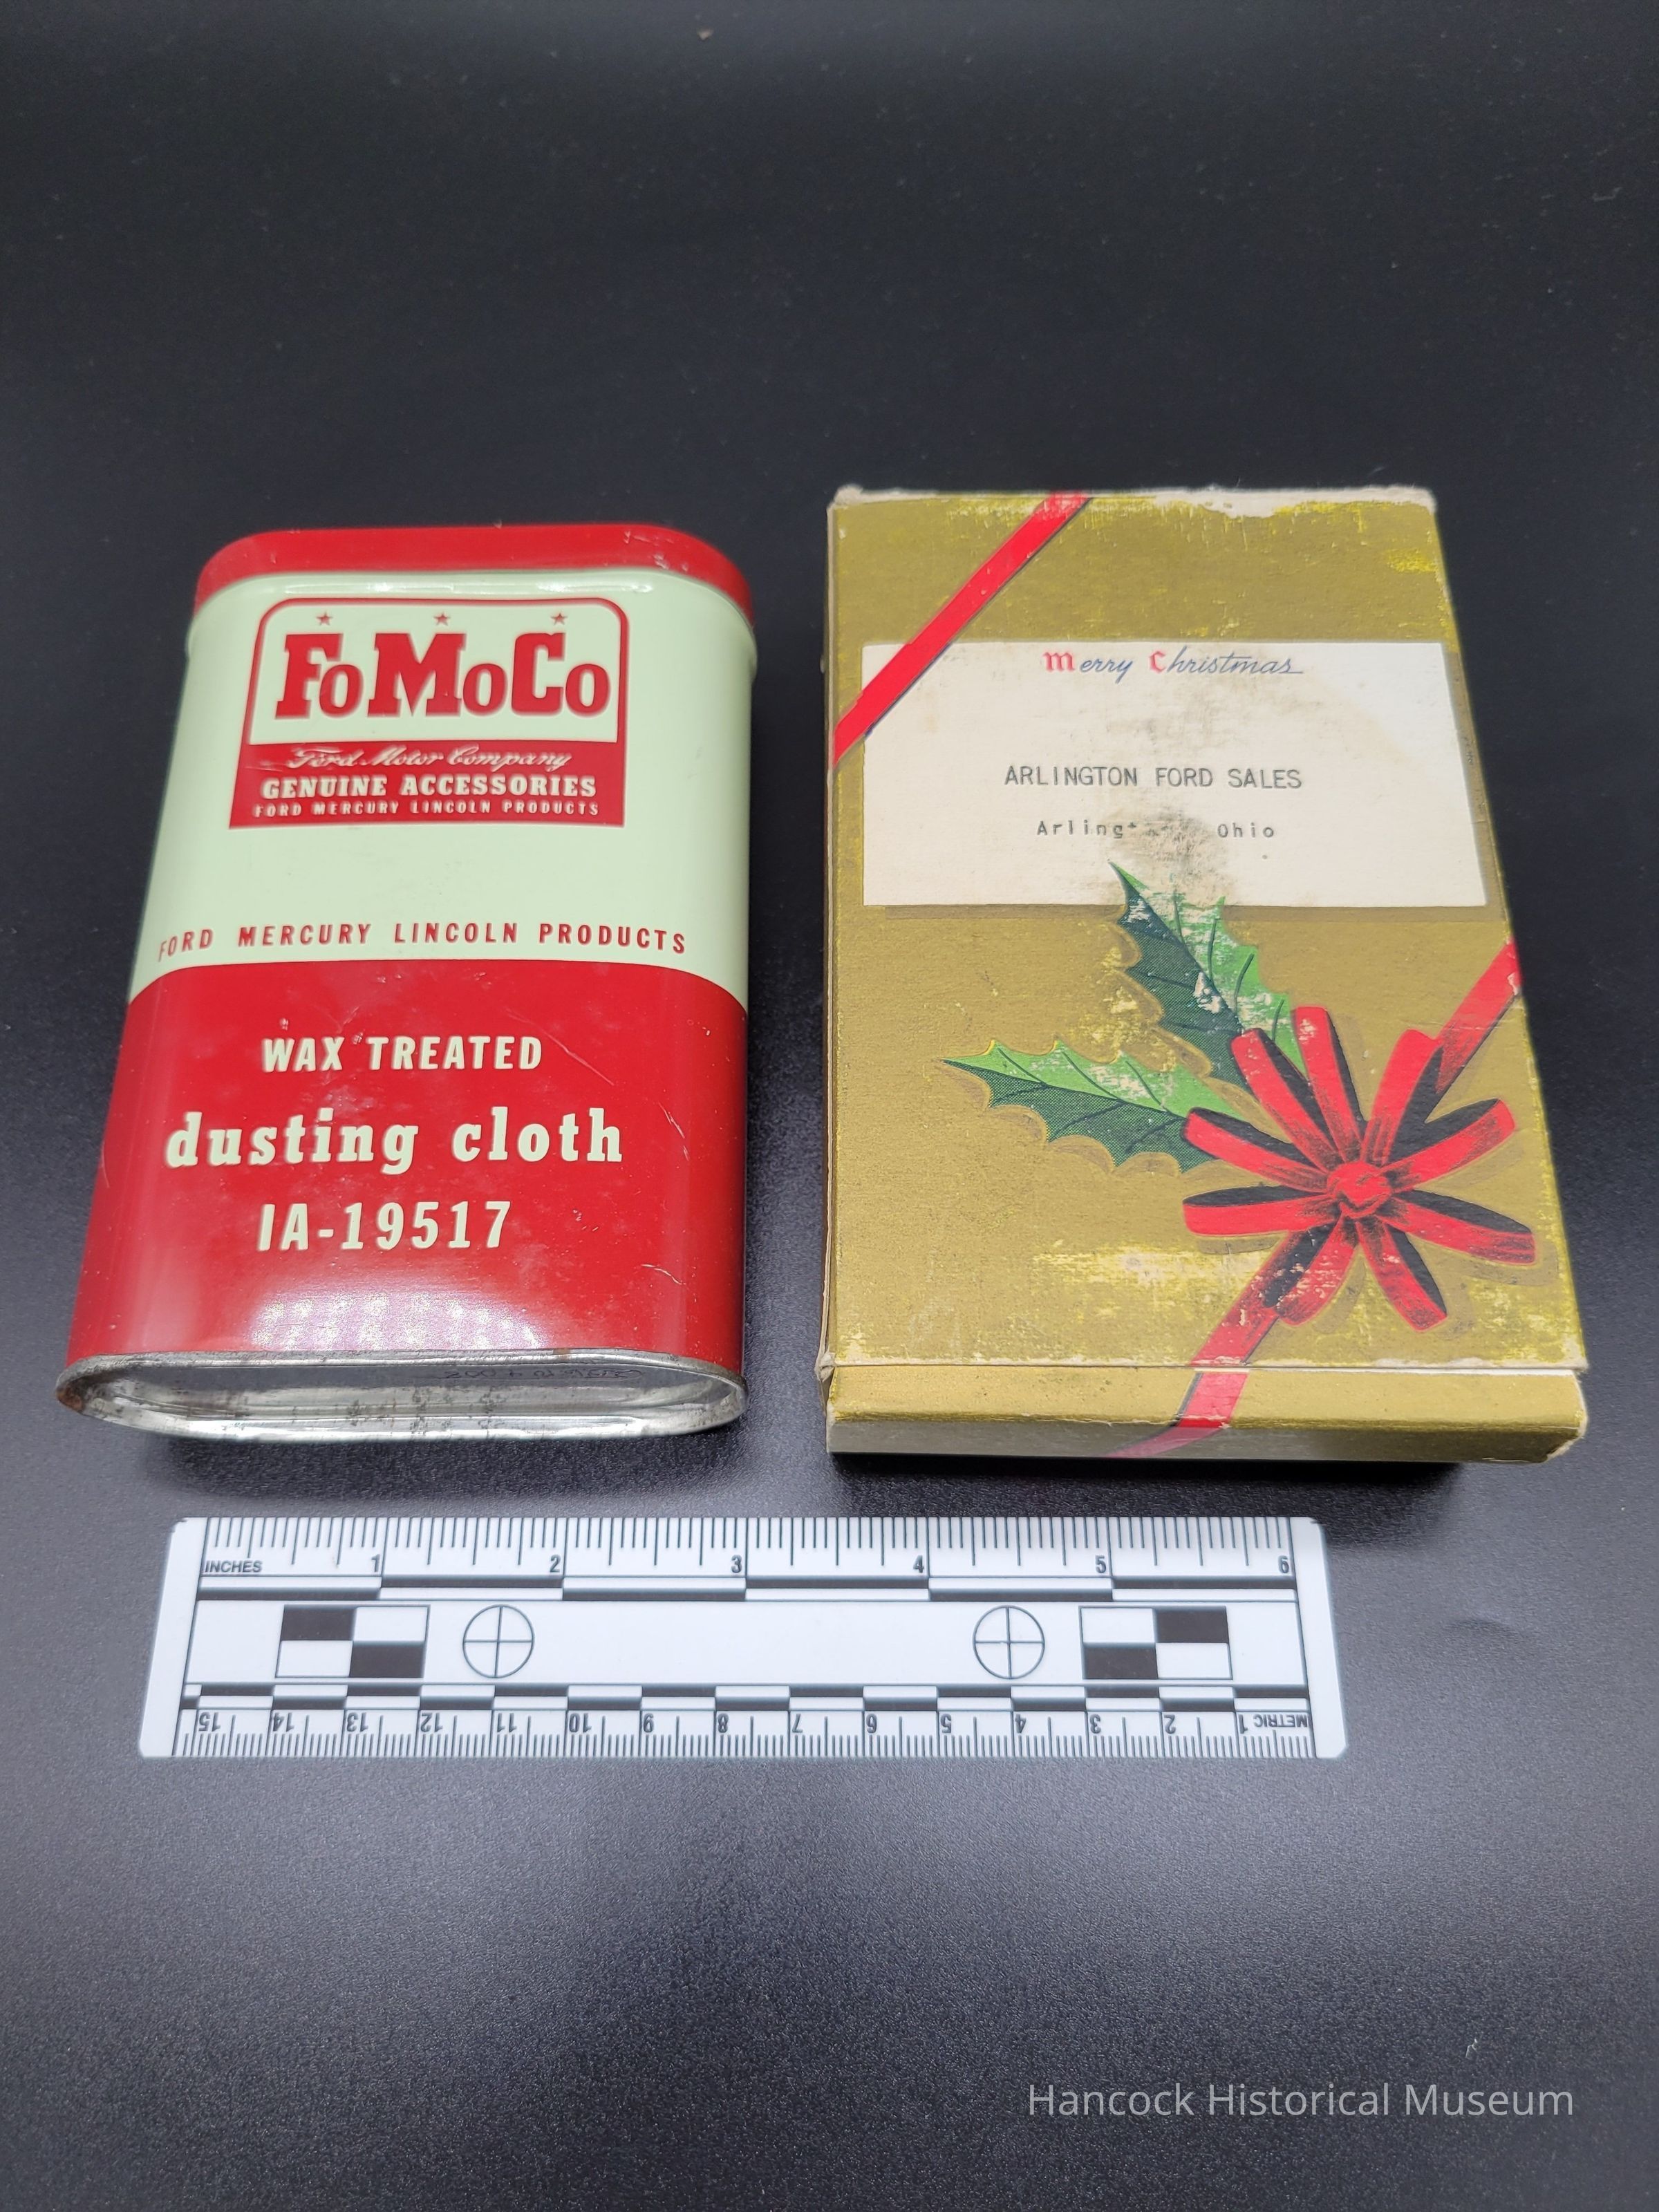 FoMoCo
Ford Motor Company
GENUINE ACCESSORIES
FORD MERCURY LINCOLN PRODUCTS
FORD MERCURY LINCOLN PRODUCTS
WAX TREATED
dusting cloth
IA-19517
Merry Christmas
ARLINGTON FORD SALES
Ohio
INCHES 1 2 3 4 5 6
15 14 13 12 11 10 9 8 7 6 5 4 3 2 1 METRIC
Hancock Historical Museum